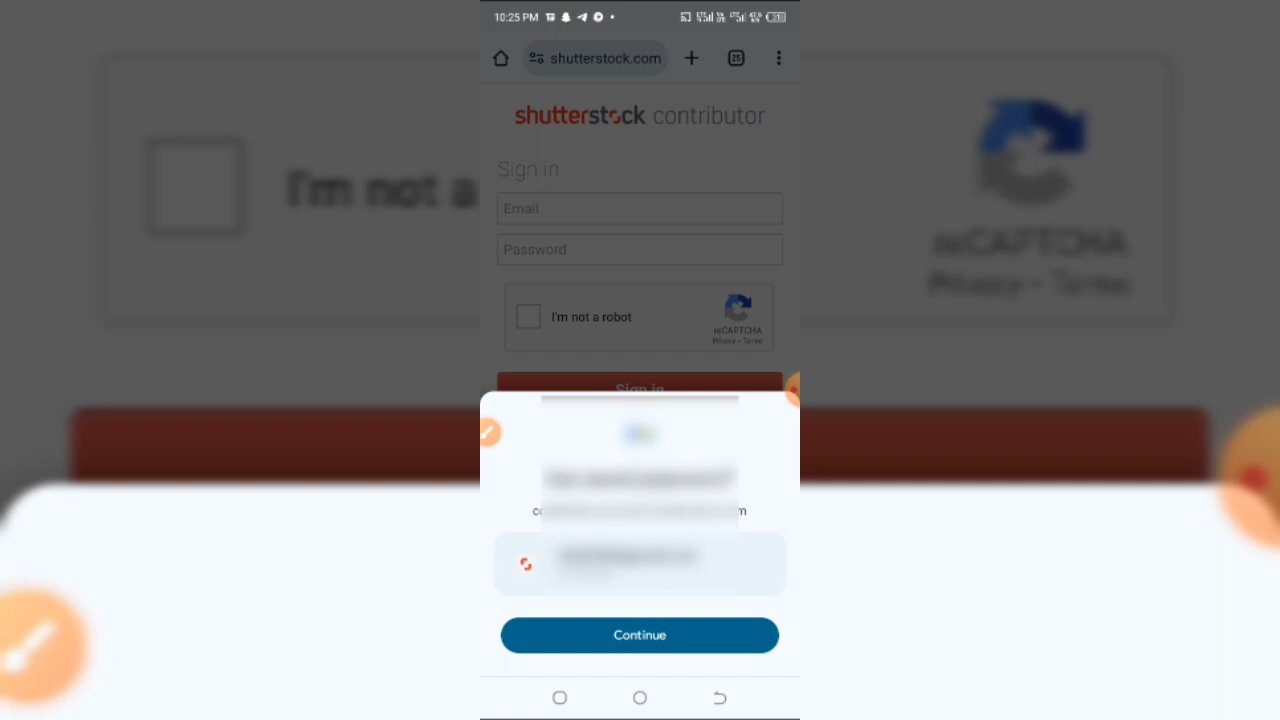 10:25 PM
shutterstock.com
25
shutterstock contributor
Sign in
Email
Password
I'm not a robot
reCAPTCHA
Privacy - Terms
Sign in
Continue
I'm not a
reCAPTCHA
Privacy - Terms